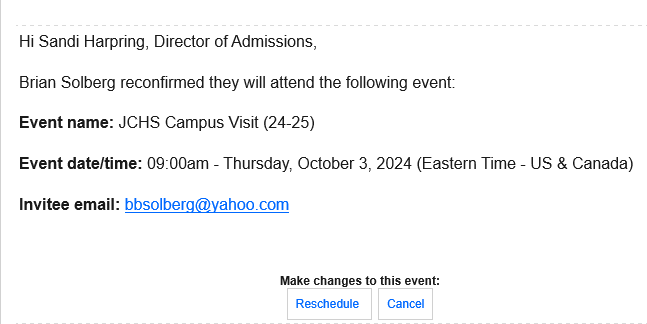 Hi Sandi Harpring, Director of Admissions,
Brian Solberg reconfirmed they will attend the following event:
Event name: JCHS Campus Visit (24-25)
Event date/time: 09:00am - Thursday, October 3, 2024 (Eastern Time - US & Canada)
Invitee email: bbsolberg@yahoo.com
Make changes to this event:
Reschedule Cancel